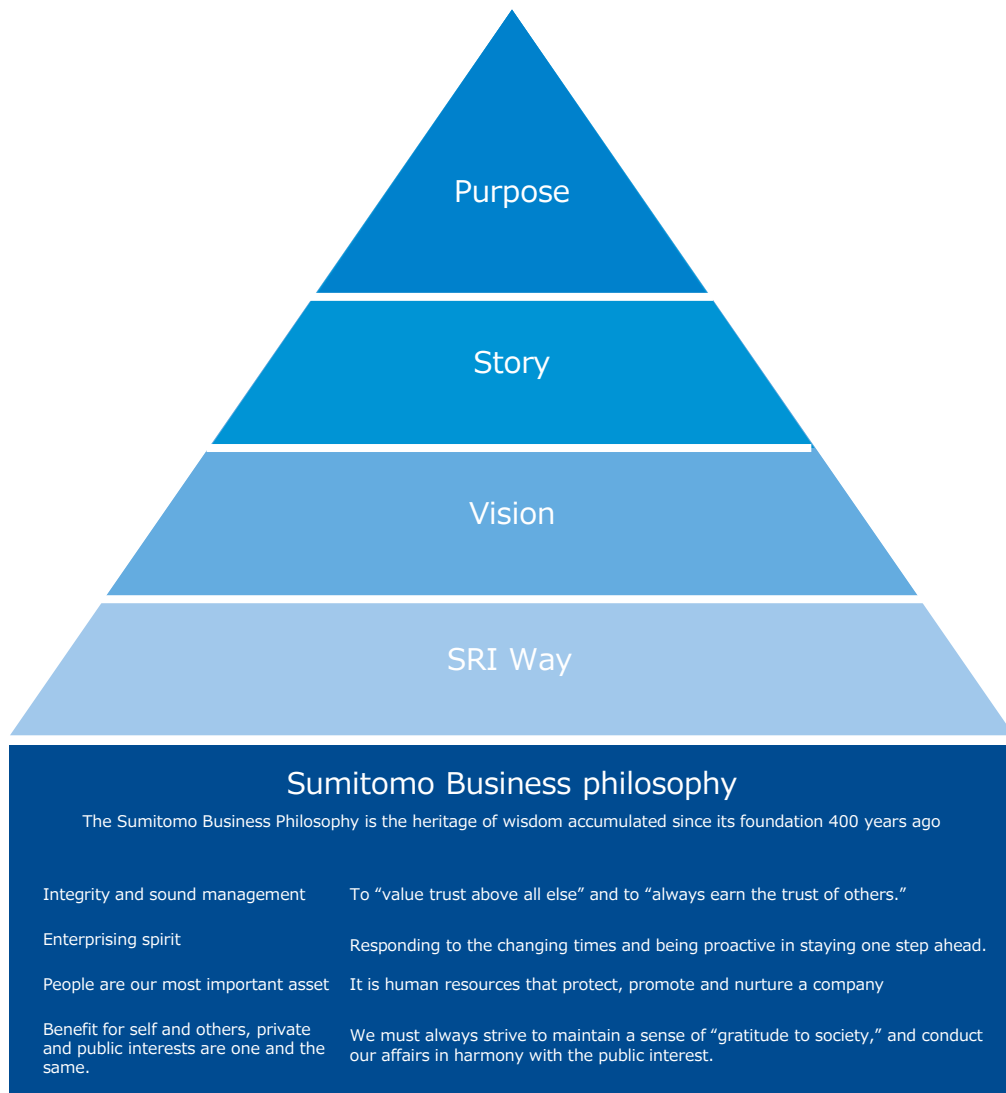 Purpose
Story
Vision
SRI Way
Sumitomo Business philosophy
The Sumitomo Business Philosophy is the heritage of wisdom accumulated since its foundation 400 years ago
Integrity and sound management
To “value trust above all else” and to “always earn the trust of others.”
Enterprising spirit
Responding to the changing times and being proactive in staying one step ahead.
People are our most important asset
It is human resources that protect, promote and nurture a company
Benefit for self and others, private
and public interests are one and the
same.
We must always strive to maintain a sense of “gratitude to society,” and conduct
our affairs in harmony with the public interest.